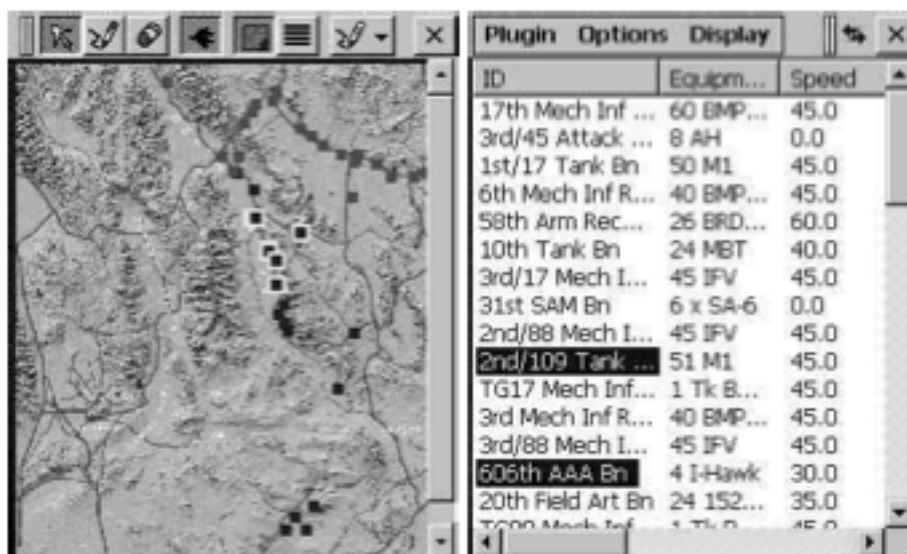 Plugin Options Display
ID Equipm... Speed
17th Mech Inf ... 60 BMP... 45.0
3rd/45 Attack ... 8 AH 0.0
1st/17 Tank Bn 50 M1 45.0
6th Mech Inf R... 40 BMP... 45.0
58th Arm Rec... 26 BRD... 60.0
10th Tank Bn 24 MBT 40.0
3rd/17 Mech I... 45 IFV 45.0
31st SAM Bn 6 x SA-6 0.0
2nd/88 Mech I... 45 IFV 45.0
2nd/109 Tank ... 51 M1 45.0
TG17 Mech Inf... 1 Tk B... 45.0
3rd Mech Inf R... 40 BMP... 45.0
3rd/88 Mech I... 45 IFV 45.0
606th AAA Bn 4 I-Hawk 30.0
20th Field Art Bn 24 152... 35.0
Mech Inf 1 Tk 45.0